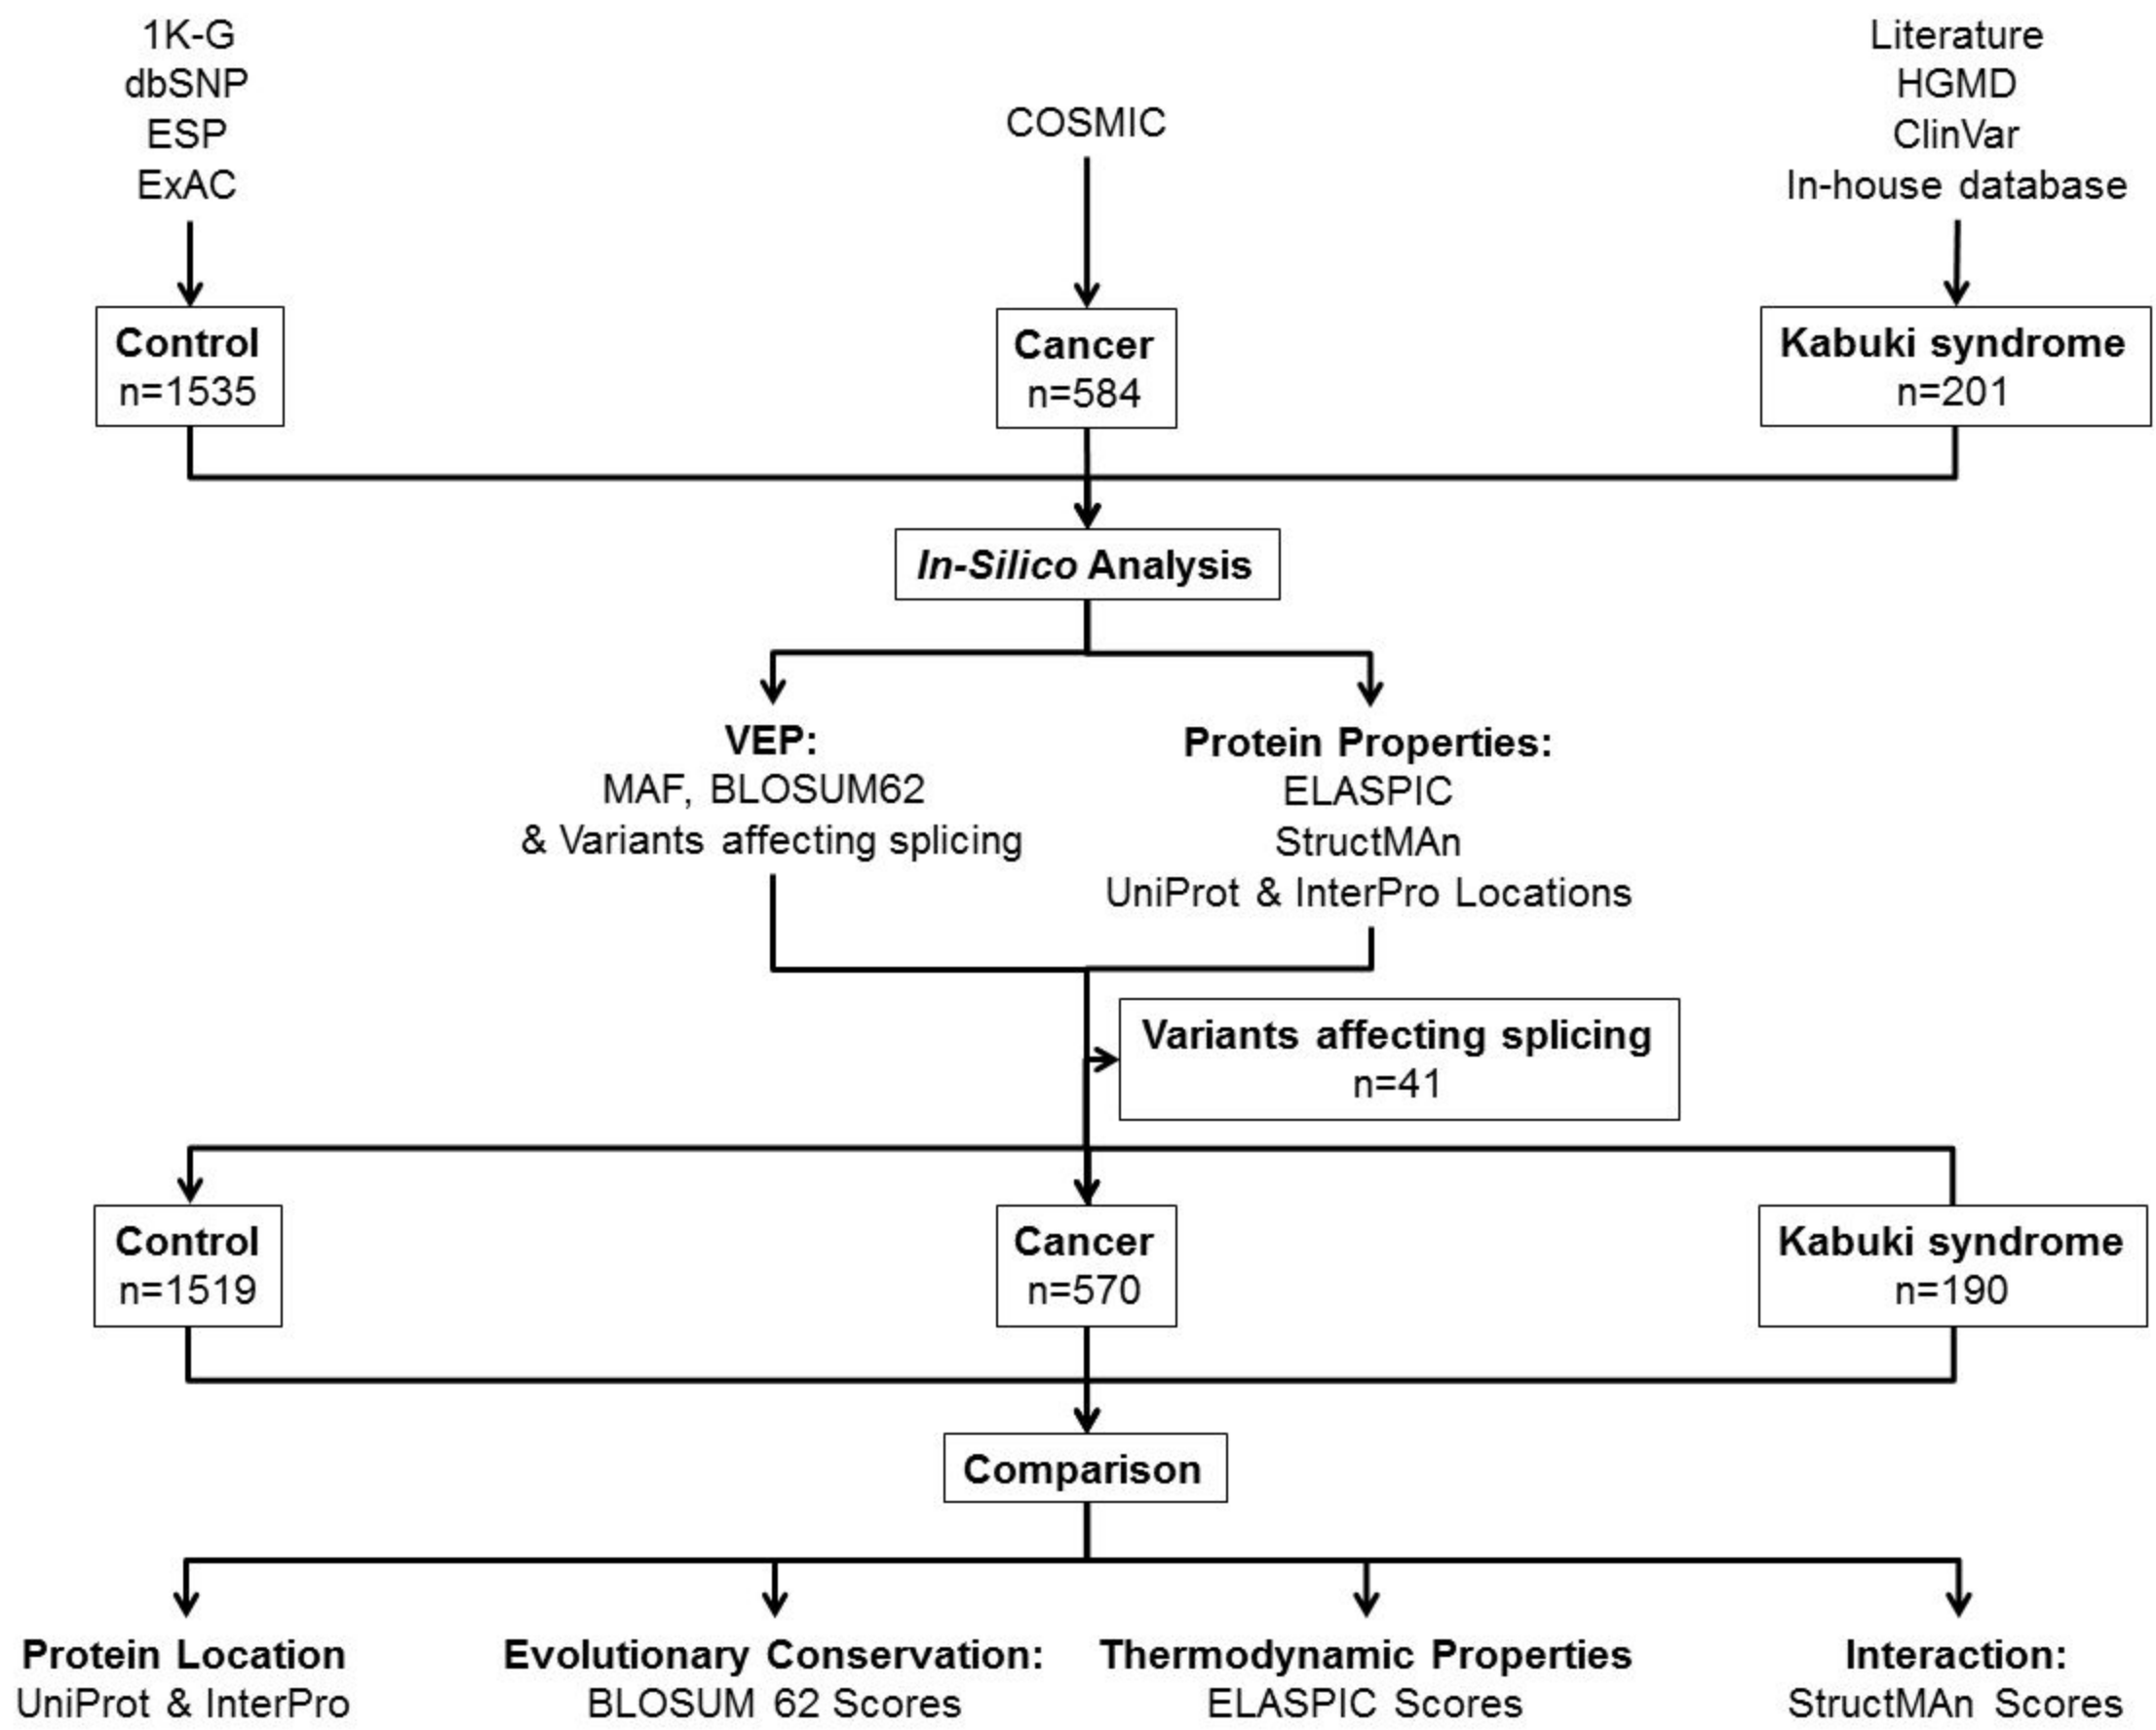 1K-G
dbSNP
ESP
ExAC
COSMIC
Literature
HGMD
ClinVar
In-house database
Control
n=1535
Cancer
n=584
Kabuki syndrome
n=201
In-Silico Analysis
VEP:
MAF, BLOSUM62
& Variants affecting splicing
Protein Properties:
ELASPIC
StructMAn
UniProt & InterPro Locations
Variants affecting splicing
n=41
Control
n=1519
Cancer
n=570
Kabuki syndrome
n=190
Comparison
Protein Location
UniProt & InterPro
Evolutionary Conservation:
BLOSUM 62 Scores
Thermodynamic Properties
ELASPIC Scores
Interaction:
StructMAn Scores